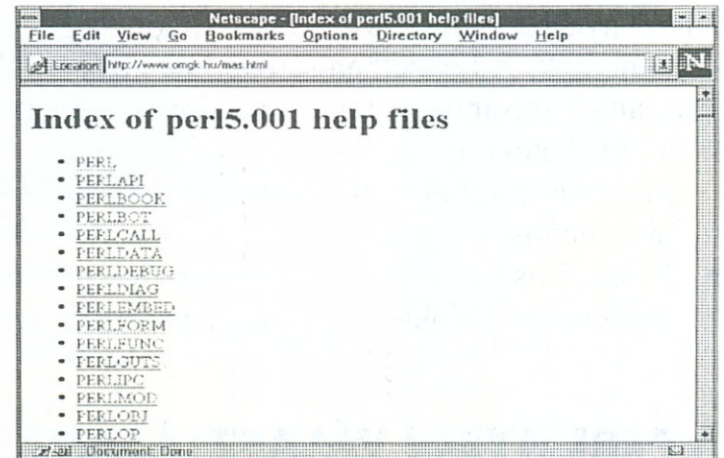 Netscape - [Index of perl5.001 help files]
File Edit View Go Bookmarks Options Directory Window Help
Location http://www.omgk.hu/mas.html
N
Index of perl5.001 help files
• PERL
• PERLAPI
• PERLBOOK
• PERLBOT
• PERLCALL
• PERLDATA
• PERLDEBUG
• PERLDIAG
• PERLEMBED
• PERLFORM
• PERLFUNC
• PERLGUTS
• PERLIPC
• PERLMOD
• PERLOBJ
• PERLOP
Document: Done